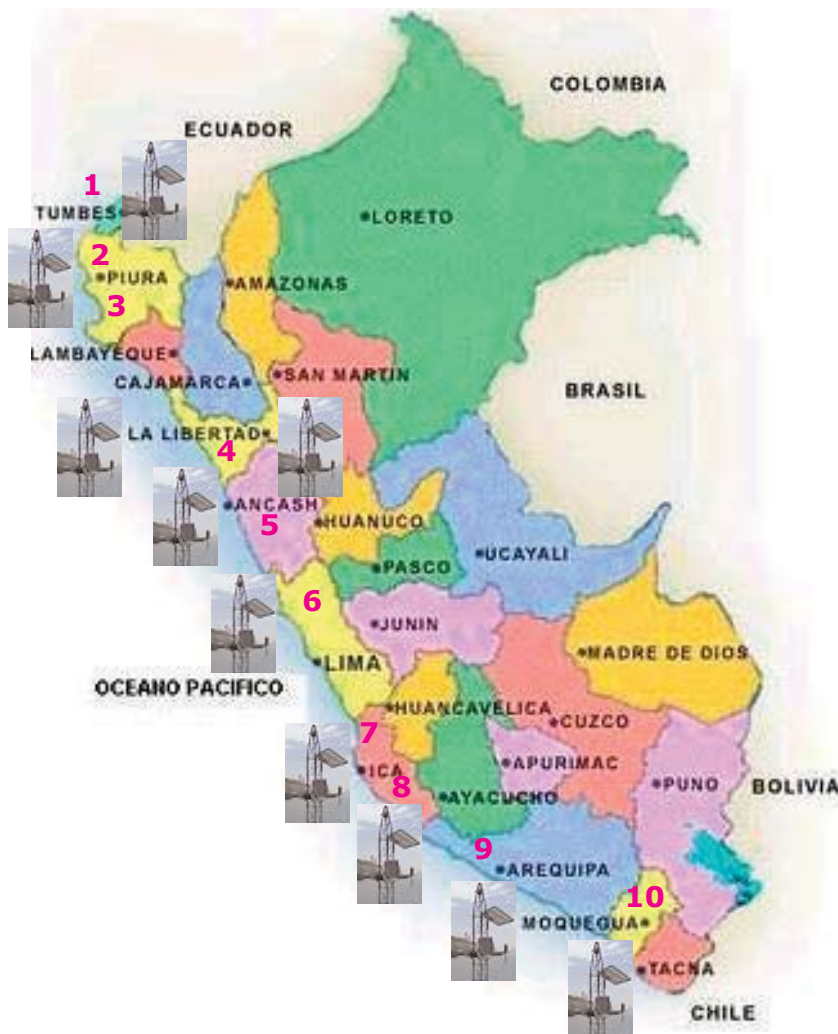 COLOMBIA
ECUADOR
1
TUMBES
LORETO
2
PIURA
AMAZONAS
3
LAMBAYEQUE
SAN MARTIN
CAJAMARCA
BRASIL
LA LIBERTAD
4
ANCASH
5
HUANUCO
UCAYALI
PASCO
6
JUNIN
MADRE DE DIOS
LIMA
OCEANO PACIFICO
HUANCAVELICA
CUZCO
7
ICA
APURIMAC
8
PUNO
BOLIVIA
AYACUCHO
9
AREQUIPA
10
MOQUEGUA
TACNA
CHILE